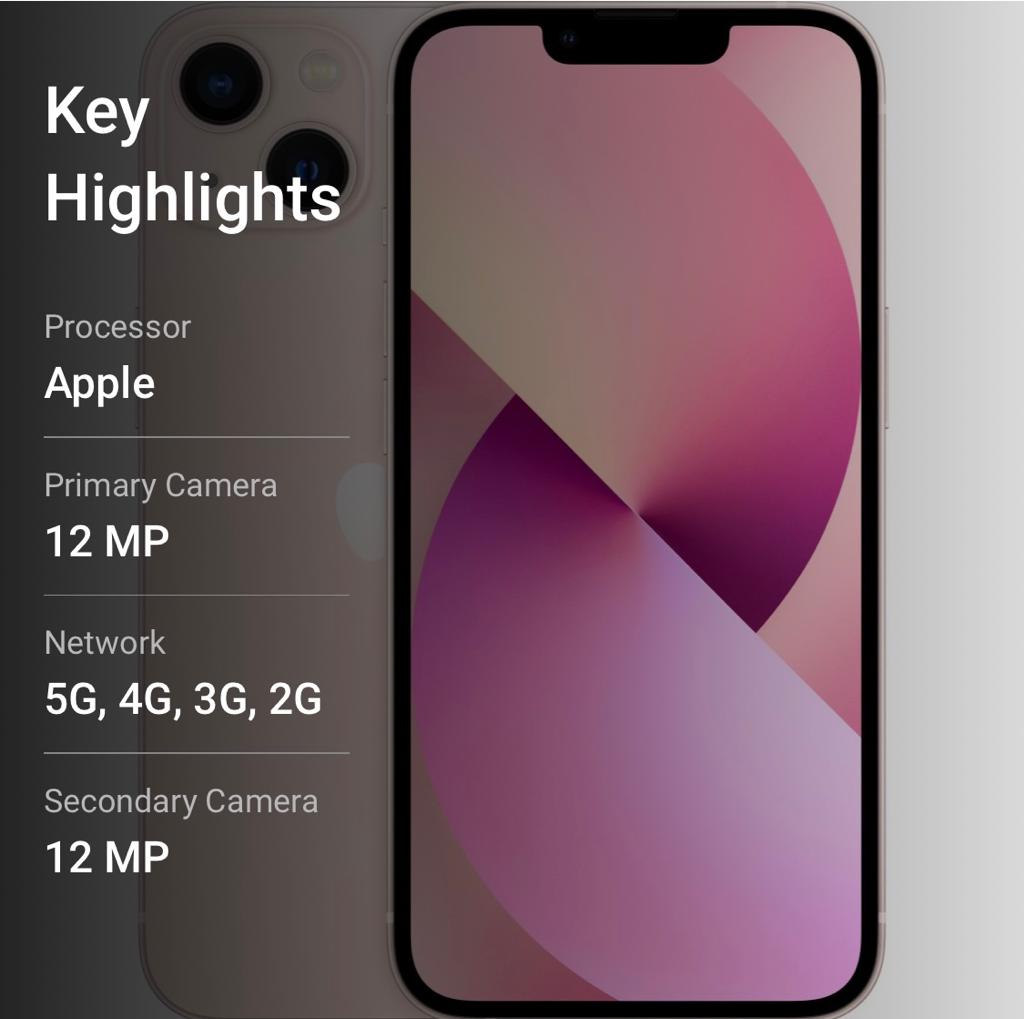 Key
Highlights
Processor
Apple
Primary Camera
12 MP
Network
5G, 4G, 3G, 2G
Secondary Camera
12 MP